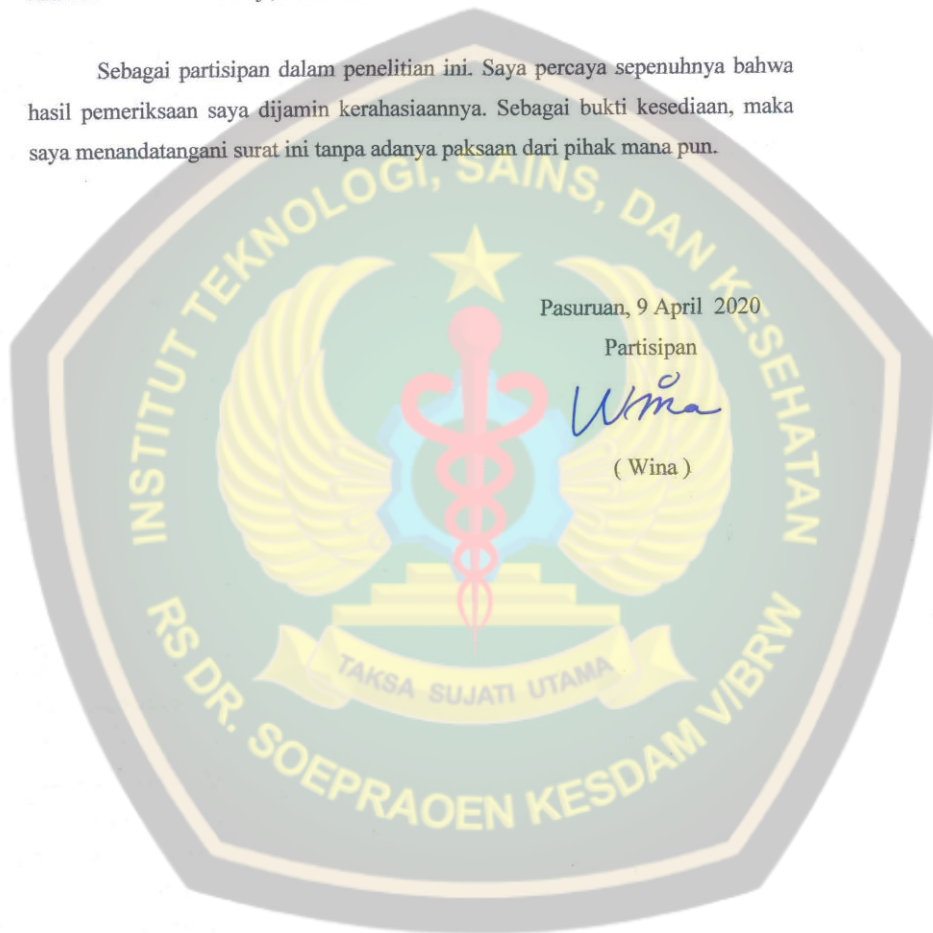 Sebagai partisipan dalam penelitian ini. Saya percaya sepenuhnya bahwa
hasil pemeriksaan saya dijamin kerahasiaannya. Sebagai bukti kesediaan, maka
saya menandatangani surat ini tanpa adanya paksaan dari pihak mana pun.
INSTITUT TEKNOLOGI, SAINS, DAN KESEHATAN
Pasuruan, 9 April 2020
Partisipan
Wina
( Wina )
TAKSA SUJATI UTAMA
RS DR. SOEPRAOEN KESDAM V/BRW